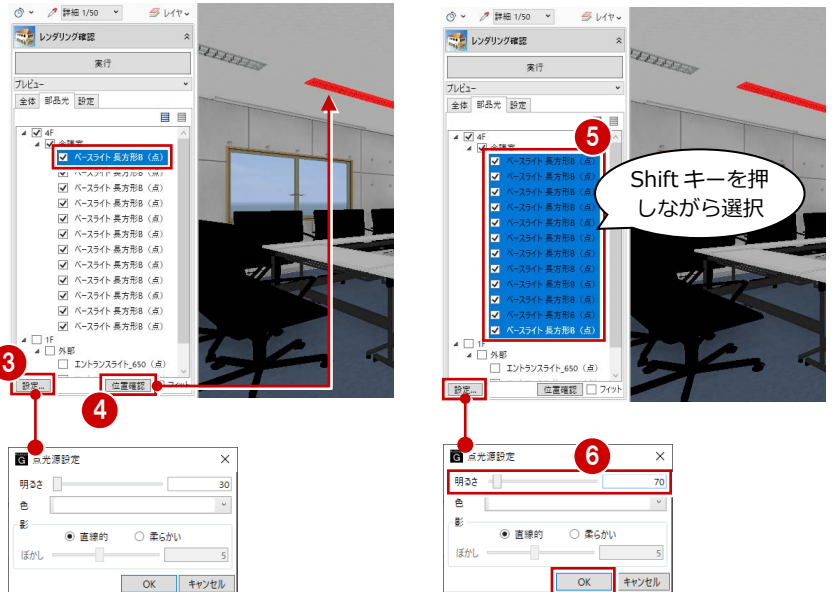 詳細 1/50
レイヤ
レンダリング確認
実行
プレビュー
全体 部品光 設定
4F
会議室
ベースライト 長方形B（点）
ベースライト 長方形B（点）
ベースライト 長方形B（点）
ベースライト 長方形B（点）
ベースライト 長方形B（点）
ベースライト 長方形B（点）
ベースライト 長方形B（点）
ベースライト 長方形B（点）
ベースライト 長方形B（点）
ベースライト 長方形B（点）
ベースライト 長方形B（点）
ベースライト 長方形B（点）
1F
外部
エントランスライト_650（点）
3
設定...
位置確認
フィット
4
点光源設定
明るさ 30
色
影
直線的 柔らかい
ぼかし 5
OK キャンセル
詳細 1/50
レイヤ
レンダリング確認
実行
プレビュー
全体 部品光 設定
5
4F
会議室
ベースライト 長方形B（点）
ベースライト 長方形B（点）
ベースライト 長方形B（点）
ベースライト 長方形B（点）
ベースライト 長方形B（点）
ベースライト 長方形B（点）
ベースライト 長方形B（点）
ベースライト 長方形B（点）
ベースライト 長方形B（点）
ベースライト 長方形B（点）
ベースライト 長方形B（点）
ベースライト 長方形B（点）
Shift キーを押
しながら選択
1F
外部
エントランスライト_650（点）
設定...
位置確認
フィット
点光源設定
6
明るさ 70
色
影
直線的 柔らかい
ぼかし 5
OK キャンセル